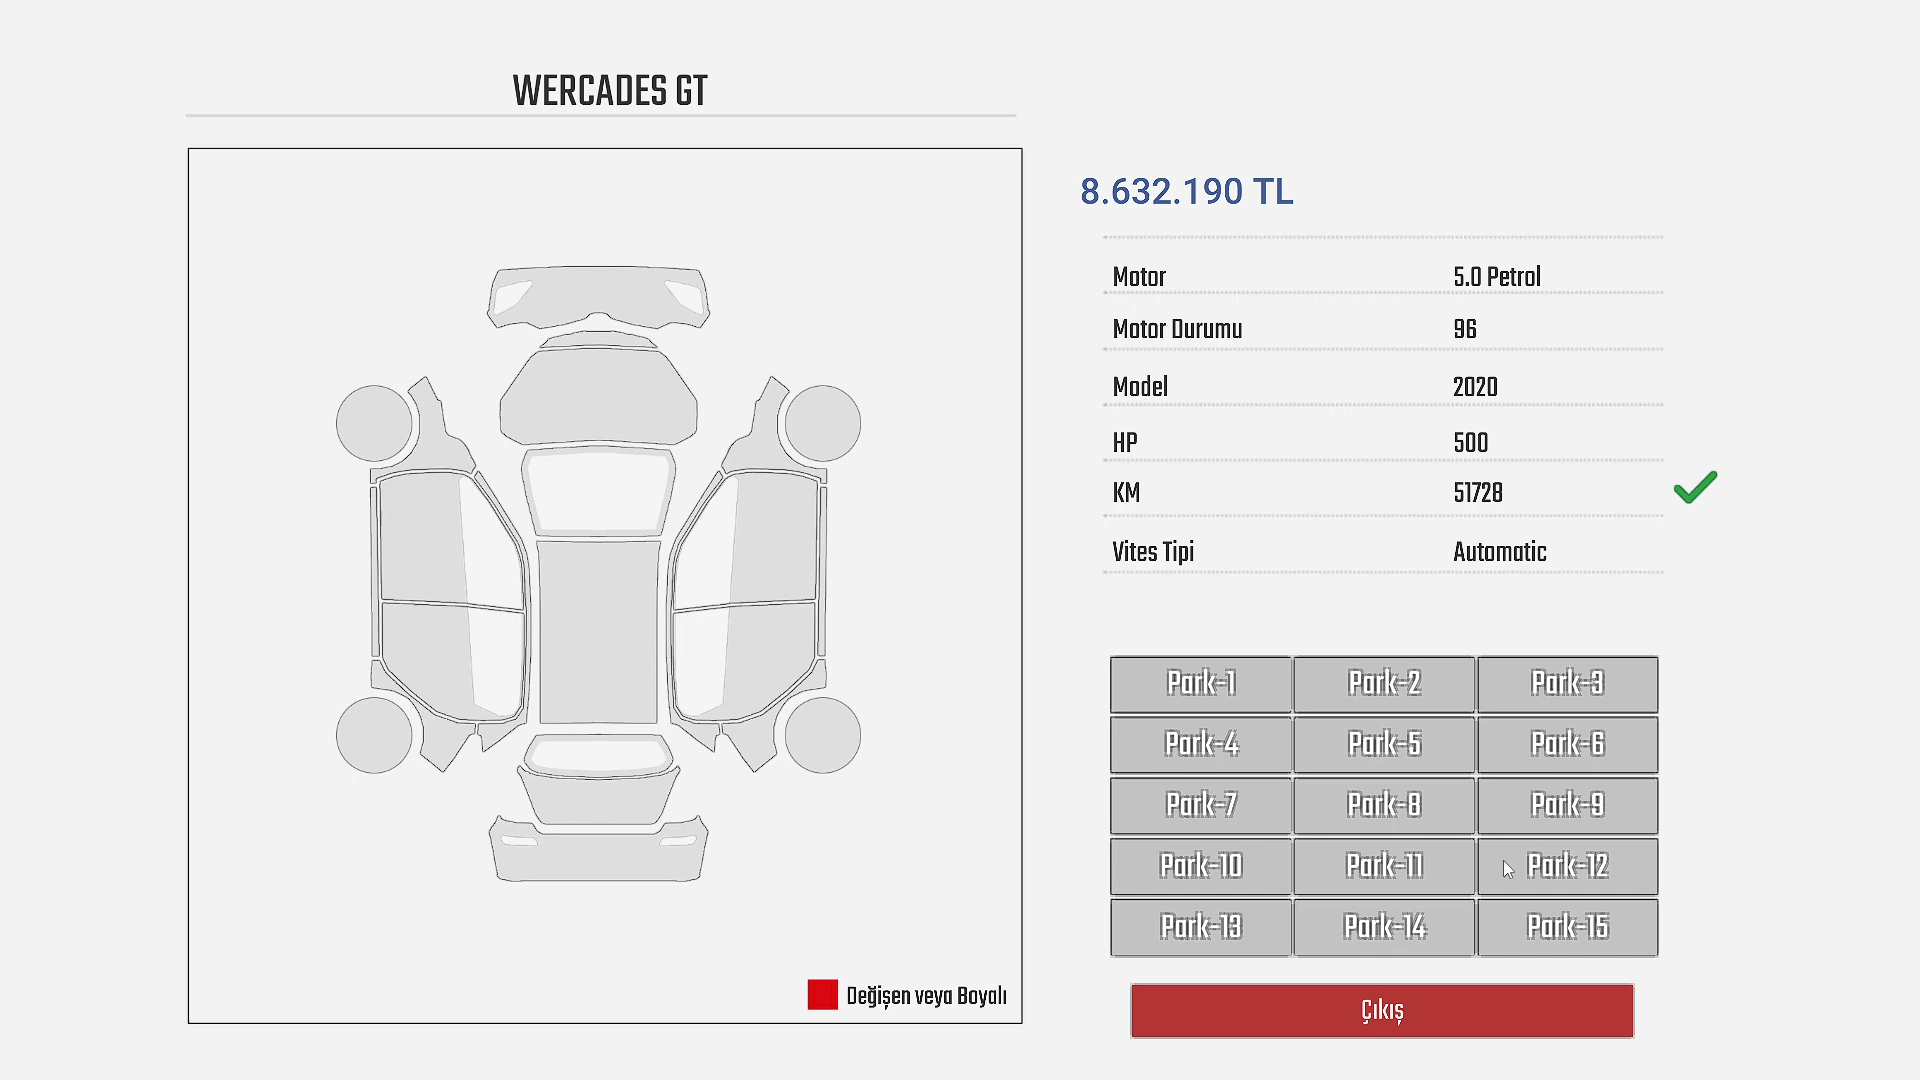 WERCADES GT
8.632.190 TL
Motor 5.0 Petrol
Motor Durumu 96
Model 2020
HP 500
KM 51728
Vites Tipi Automatic
Park-1 Park-2 Park-3
Park-4 Park-5 Park-6
Park-7 Park-8 Park-9
Park-10 Park-11 Park-12
Park-13 Park-14 Park-15
Değişen veya Boyalı
Çıkış